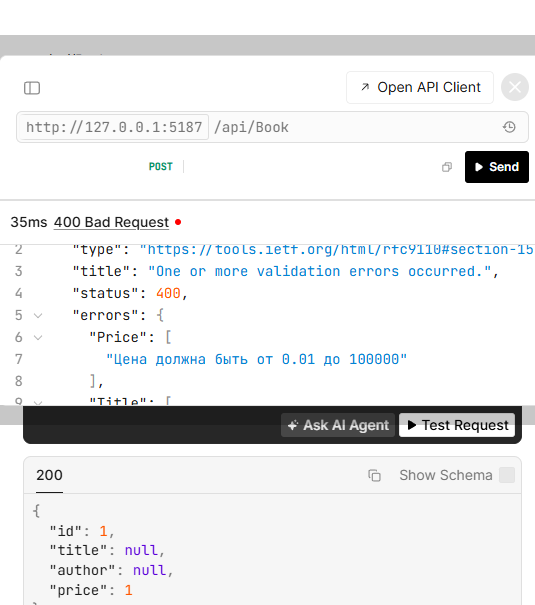 Open API Client
http://127.0.0.1:5187 /api/Book
POST
Send
35ms 400 Bad Request
2 "type": "https://tools.ietf.org/html/rfc9110#section-15
3 "title": "One or more validation errors occurred.",
4 "status": 400,
5 "errors": {
6 "Price": [
7 "Цена должна быть от 0.01 до 100000"
8 ],
9 "Title": [
Ask AI Agent
Test Request
200
Show Schema
{
"id": 1,
"title": null,
"author": null,
"price": 1